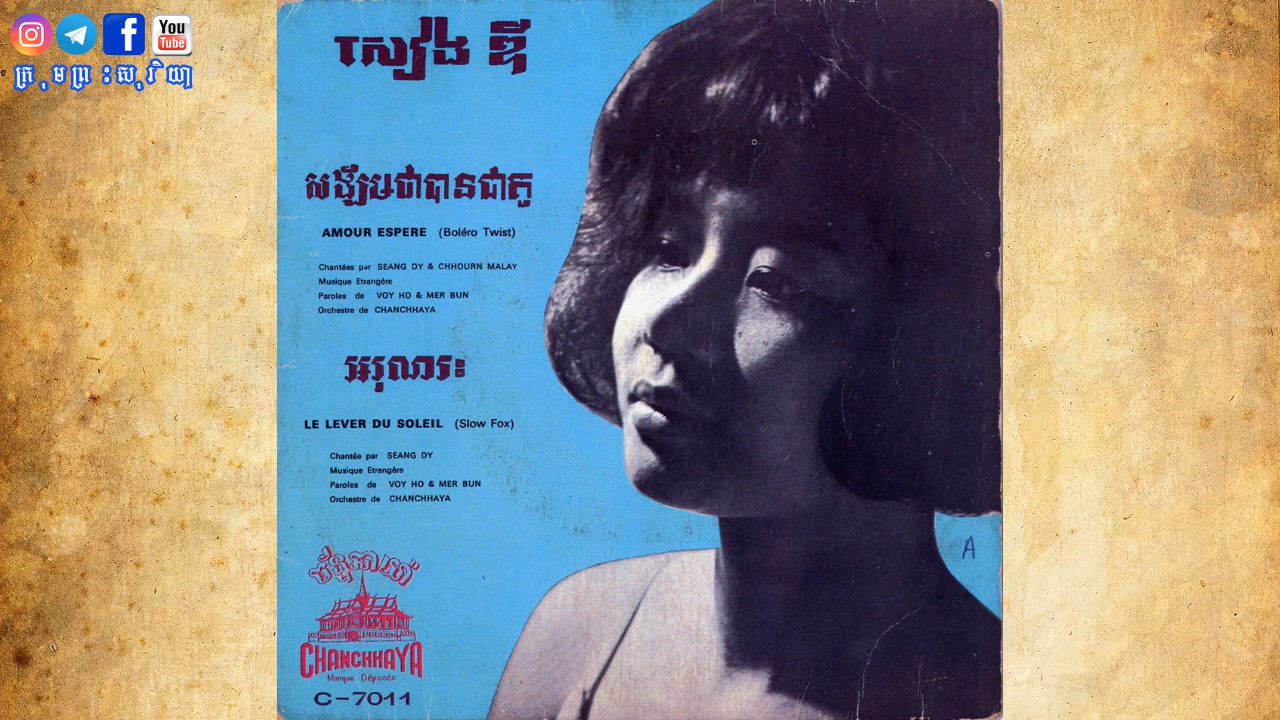 You
Tube
ក្រុមព្រះសុរិយា
សៀង ឌី
សង្ឃឹមថាបានជាគូ
AMOUR ESPERE (Boléro Twist)
Chantées par SEANG DY & CHHOURN MALAY
Musique Etrangère
Paroles de VOY HO & MER BUN
Orchestre de CHANCHHAYA
អរុណរះ
LE LEVER DU SOLEIL (Slow Fox)
Chantée par SEANG DY
Musique Etrangère
Paroles de VOY HO & MER BUN
Orchestre de CHANCHHAYA
ច័ន្ទឆាយា
CHANCHHAYA
Marque Déposée
C-7011
A